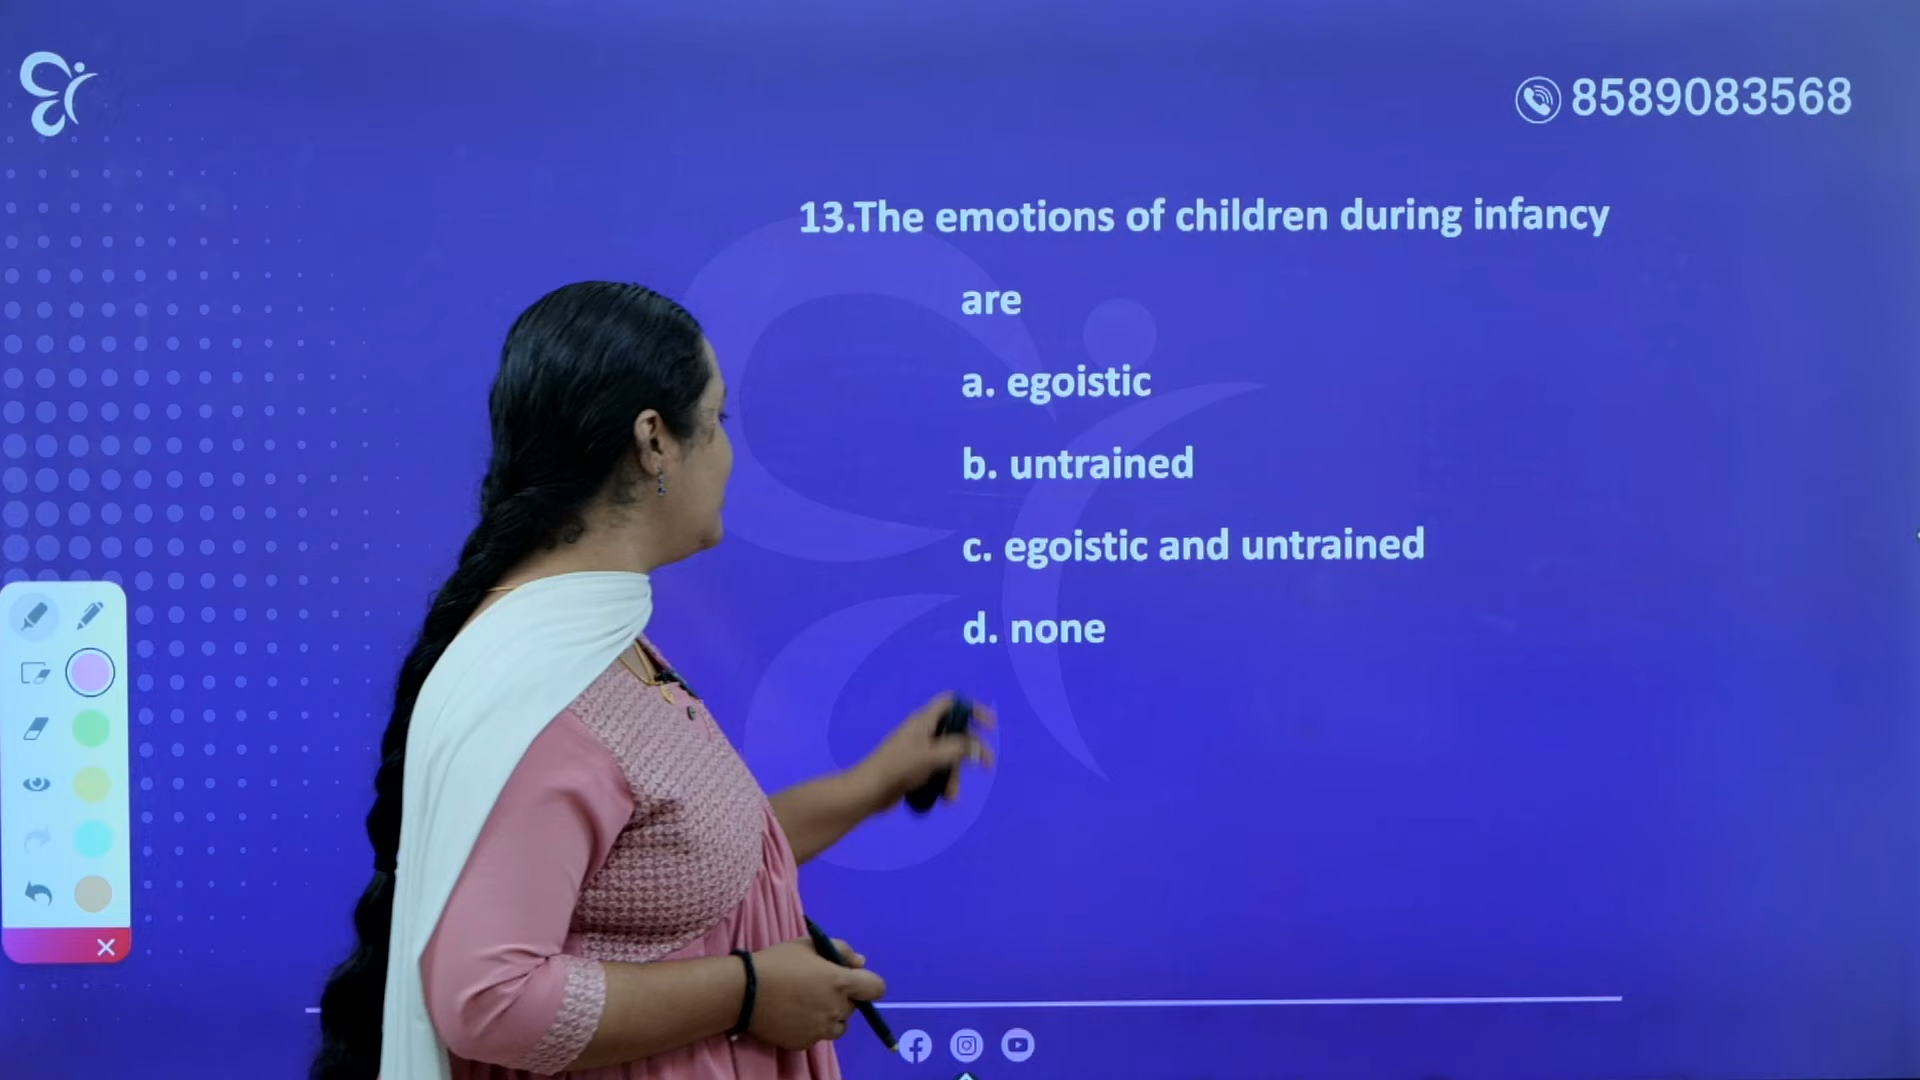 8589083568
13.The emotions of children during infancy
are
a. egoistic
b. untrained
c. egoistic and untrained
d. none